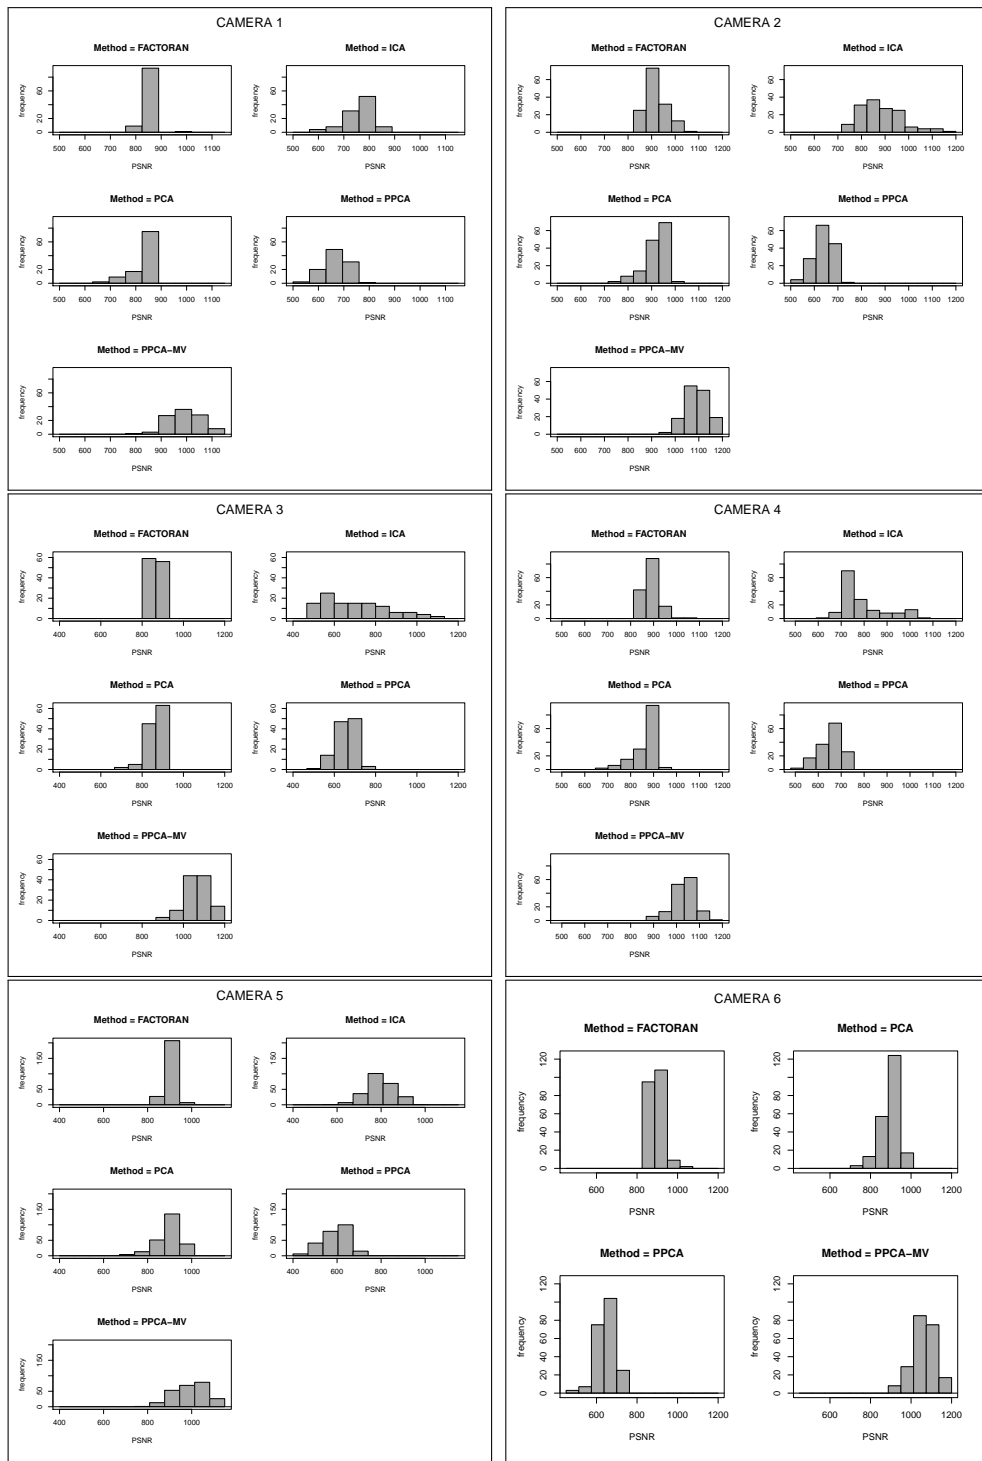 CAMERA 1
Method = FACTORAN
frequency
0 20 60
500 600 700 800 900 1000 1100
PSNR
Method = ICA
frequency
0 20 60
500 600 700 800 900 1000 1100
PSNR
Method = PCA
frequency
0 20 60
500 600 700 800 900 1000 1100
PSNR
Method = PPCA
frequency
0 20 60
500 600 700 800 900 1000 1100
PSNR
Method = PPCA−MV
frequency
0 20 60
500 600 700 800 900 1000 1100
PSNR
CAMERA 2
Method = FACTORAN
frequency
0 20 40 60
500 600 700 800 900 1000 1100 1200
PSNR
Method = ICA
frequency
0 20 40 60
500 600 700 800 900 1000 1100 1200
PSNR
Method = PCA
frequency
0 20 40 60
500 600 700 800 900 1000 1100 1200
PSNR
Method = PPCA
frequency
0 20 40 60
500 600 700 800 900 1000 1100 1200
PSNR
Method = PPCA−MV
frequency
0 20 40 60
500 600 700 800 900 1000 1100 1200
PSNR
CAMERA 3
Method = FACTORAN
frequency
0 20 40 60
400 600 800 1000 1200
PSNR
Method = ICA
frequency
0 20 40 60
400 600 800 1000 1200
PSNR
Method = PCA
frequency
0 20 40 60
400 600 800 1000 1200
PSNR
Method = PPCA
frequency
0 20 40 60
400 600 800 1000 1200
PSNR
Method = PPCA−MV
frequency
0 20 40 60
400 600 800 1000 1200
PSNR
CAMERA 4
Method = FACTORAN
frequency
0 20 60
500 600 700 800 900 1000 1100 1200
PSNR
Method = ICA
frequency
0 20 60
500 600 700 800 900 1000 1100 1200
PSNR
Method = PCA
frequency
0 20 60
500 600 700 800 900 1000 1100 1200
PSNR
Method = PPCA
frequency
0 20 60
500 600 700 800 900 1000 1100 1200
PSNR
Method = PPCA−MV
frequency
0 20 60
500 600 700 800 900 1000 1100 1200
PSNR
CAMERA 5
Method = FACTORAN
frequency
0 50 150
400 600 800 1000
PSNR
Method = ICA
frequency
0 50 150
400 600 800 1000
PSNR
Method = PCA
frequency
0 50 150
400 600 800 1000
PSNR
Method = PPCA
frequency
0 50 150
400 600 800 1000
PSNR
Method = PPCA−MV
frequency
0 50 150
400 600 800 1000
PSNR
CAMERA 6
Method = FACTORAN
frequency
0 20 40 60 80 120
600 800 1000 1200
PSNR
Method = PCA
frequency
0 20 40 60 80 120
600 800 1000 1200
PSNR
Method = PPCA
frequency
0 20 40 60 80 120
600 800 1000 1200
PSNR
Method = PPCA−MV
frequency
0 20 40 60 80 120
600 800 1000 1200
PSNR